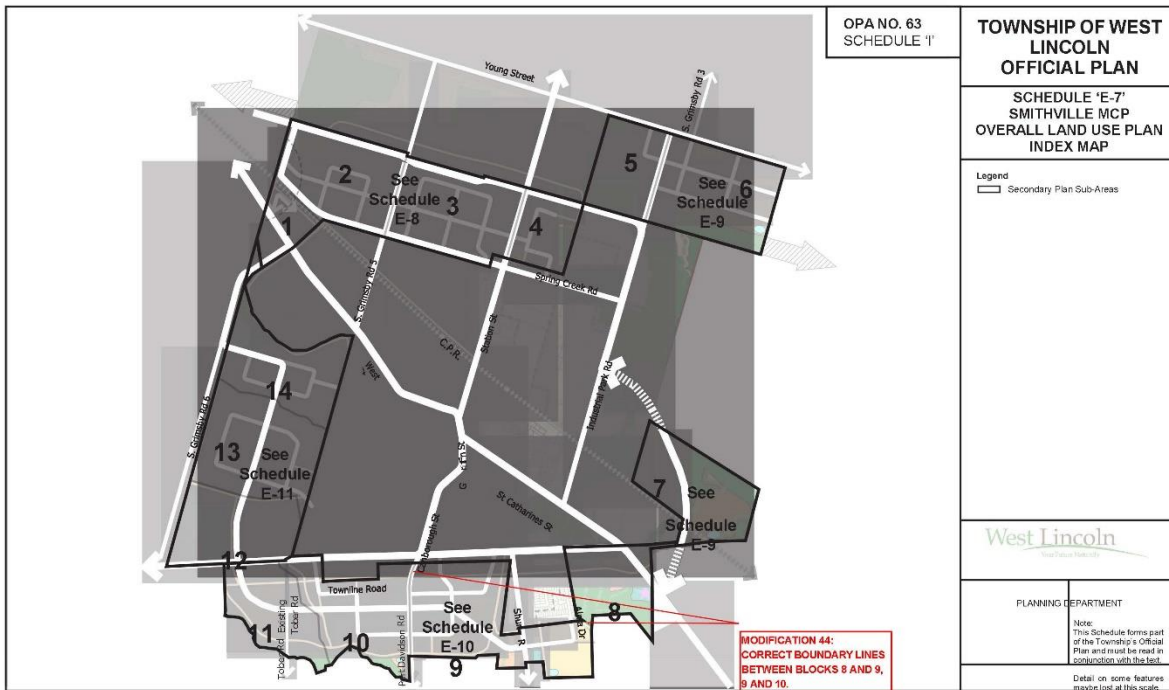 OPA NO. 63
SCHEDULE 'I'
TOWNSHIP OF WEST
LINCOLN
OFFICIAL PLAN
SCHEDULE 'E-7'
SMITHVILLE MCP
OVERALL LAND USE PLAN
INDEX MAP
Legend
Secondary Plan Sub-Areas
Young Street
S. Grimsby Rd 3
5
See
Schedule
E-9
6
2
See
Schedule
E-8
3
4
1
S. Grimsby Rd 5
Spring Creek Rd
Station St
C.P.R.
West
Industrial Park Rd
S. Grimsby Rd 6
14
13
See
Schedule
E-11
St Catharines St
7
See
Schedule
E-9
Canborough St
12
Townline Road
Existing
Tober Rd
Tober Rd
11
10
Port Davidson Rd
See
Schedule
E-10
9
8
MODIFICATION 44:
CORRECT BOUNDARY LINES
BETWEEN BLOCKS 8 AND 9,
9 AND 10.
West Lincoln
PLANNING DEPARTMENT
Note:
This Schedule forms part
of the Township's Official
Plan and must be read in
conjunction with the text.
Detail on some features
maybe lost at this scale.